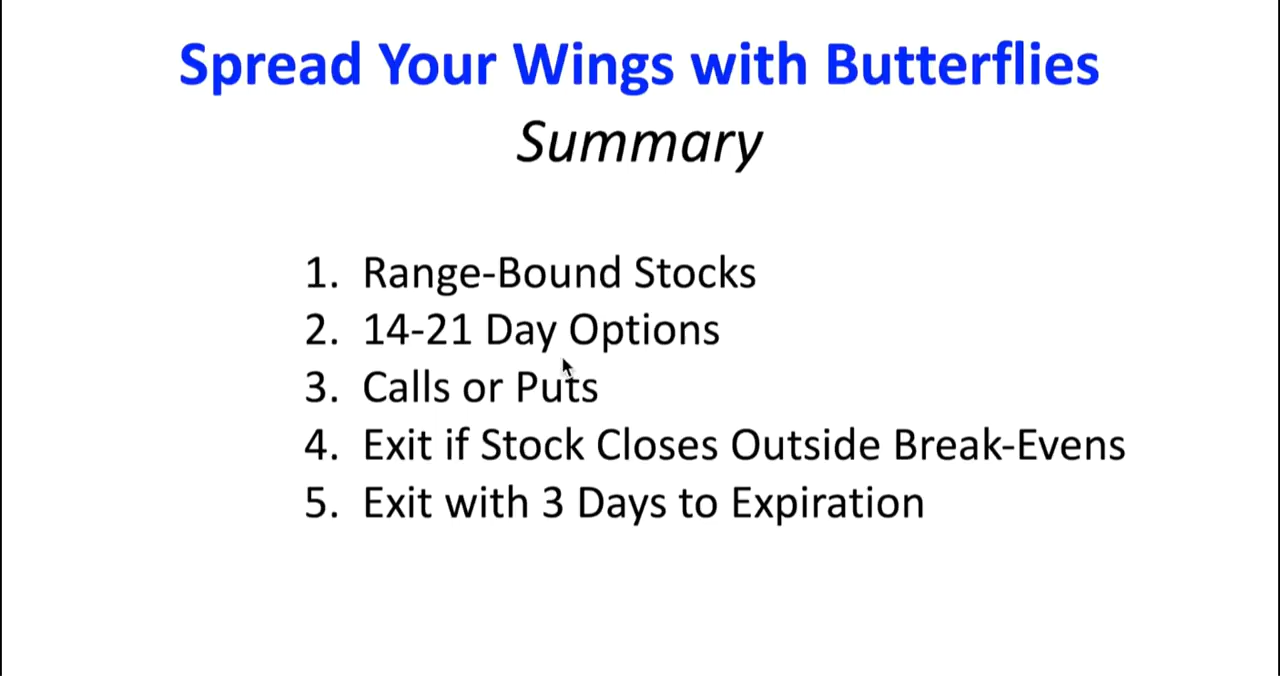 Spread Your Wings with Butterflies
Summary
1. Range-Bound Stocks
2. 14-21 Day Options
3. Calls or Puts
4. Exit if Stock Closes Outside Break-Evens
5. Exit with 3 Days to Expiration